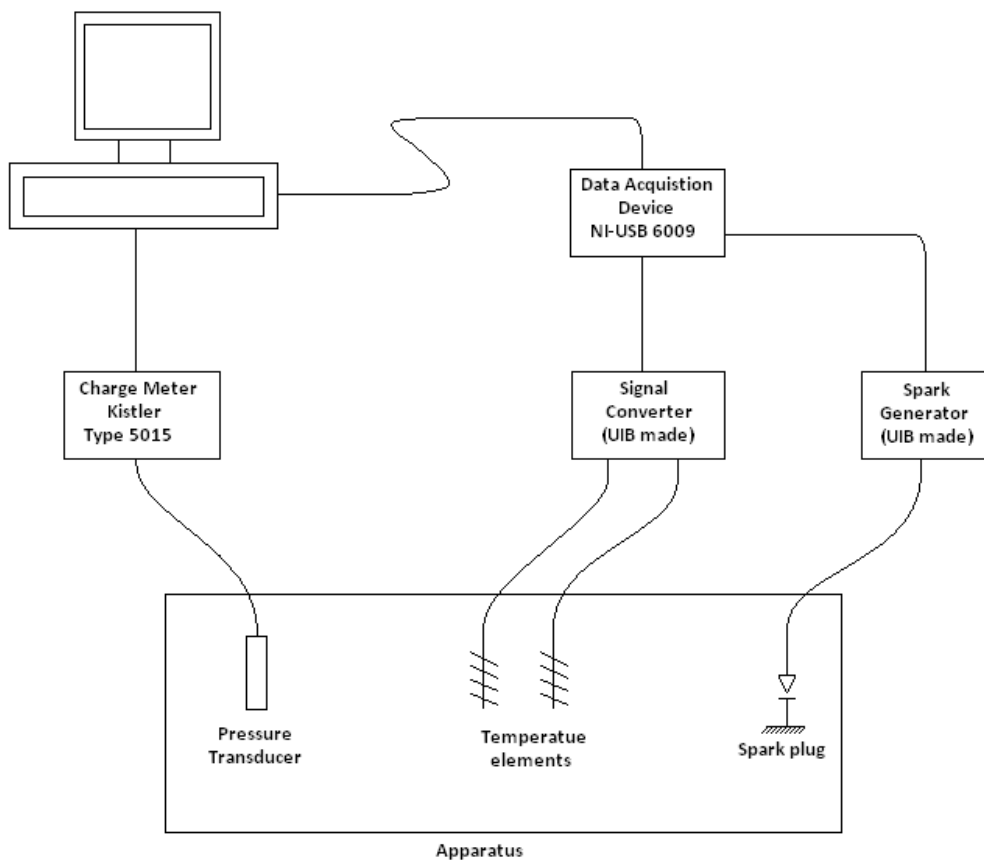 Data Acquistion
Device
NI-USB 6009
Charge Meter
Kistler
Type 5015
Signal
Converter
(UIB made)
Spark
Generator
(UIB made)
Pressure
Transducer
Temperatue
elements
Spark plug
Apparatus